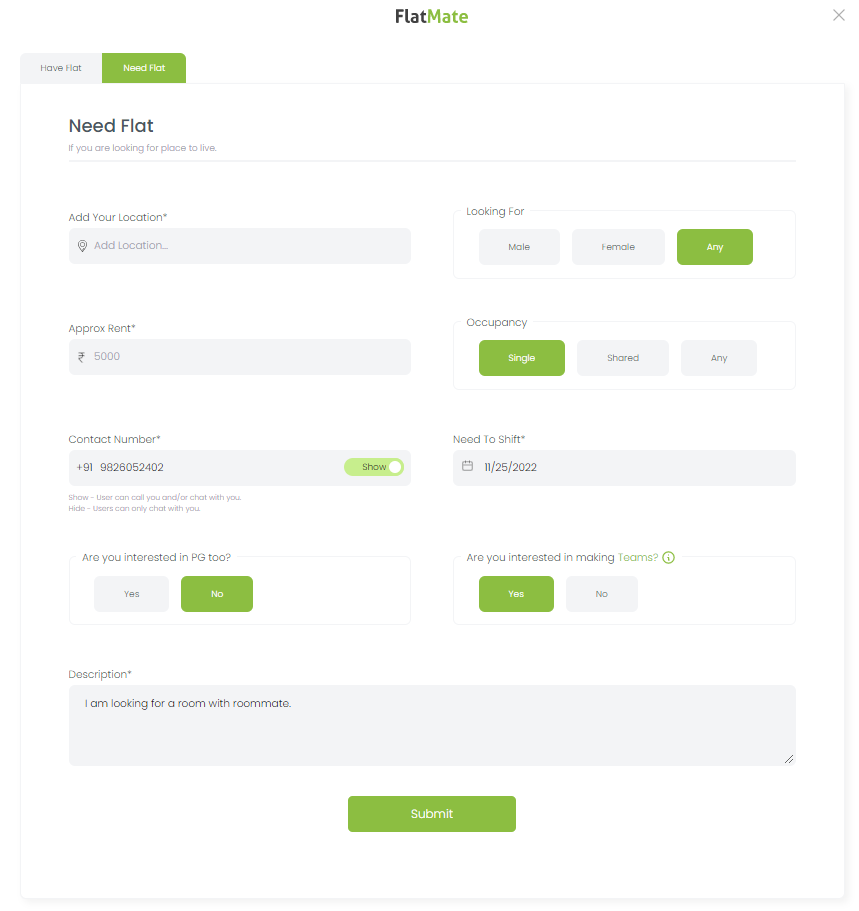 FlatMate
Have Flat
Need Flat
Need Flat
If you are looking for place to live.
Add Your Location*
Add Location...
Looking For
Male
Female
Any
Approx Rent*
₹ 5000
Occupancy
Single
Shared
Any
Contact Number*
+91 9826052402
Show
Show - User can call you and/or chat with you.
Hide - Users can only chat with you.
Need To Shift*
11/25/2022
Are you interested in PG too?
Yes
No
Are you interested in making Teams?
Yes
No
Description*
I am looking for a room with roommate.
Submit